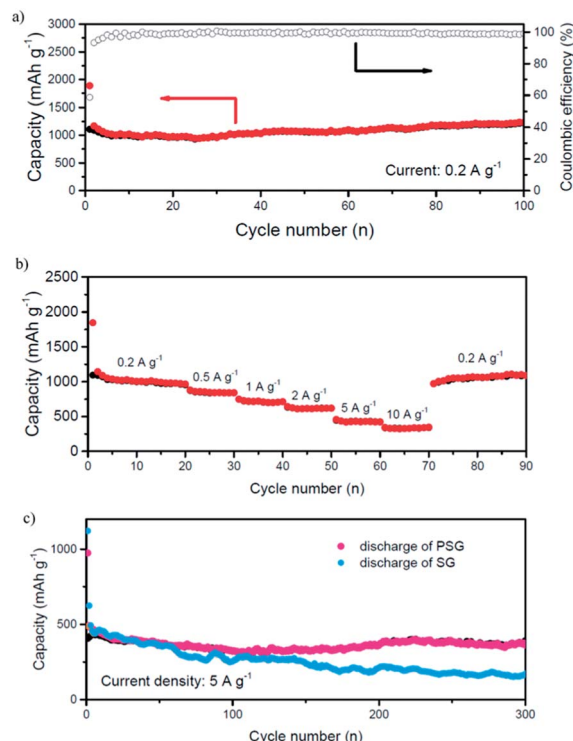 a)
3000
2500
2000
1500
1000
500
0
Capacity (mAh g⁻¹)
100
80
60
40
20
0
Coulombic efficiency (%)
Current: 0.2 A g⁻¹
0 20 40 60 80 100
Cycle number (n)
b)
2500
2000
1500
1000
500
0
Capacity (mAh g⁻¹)
0.2 A g⁻¹
0.5 A g⁻¹
1 A g⁻¹
2 A g⁻¹
5 A g⁻¹
10 A g⁻¹
0.2 A g⁻¹
0 10 20 30 40 50 60 70 80 90
Cycle number (n)
c)
1000
500
0
Capacity (mAh g⁻¹)
discharge of PSG
discharge of SG
Current density: 5 A g⁻¹
0 100 200 300
Cycle number (n)